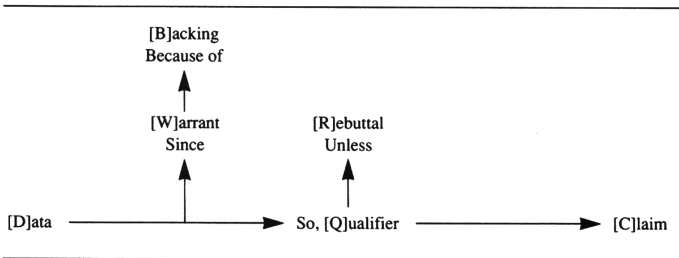 [B]acking
Because of
[W]arrant
Since
[R]ebuttal
Unless
[D]ata
So, [Q]ualifier
[C]laim